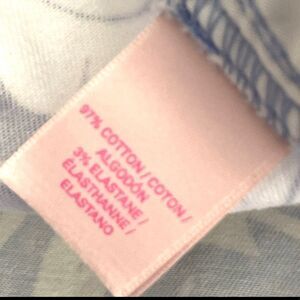 97% COTTON / COTON /
ALGODÓN
3% ELASTANE /
ÉLASTHANNE /
ELASTANO